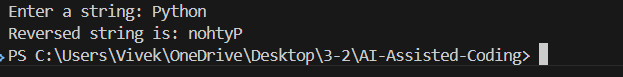 Enter a string: Python
Reversed string is: nohtyP
PS C:\Users\Vivek\OneDrive\Desktop\3-2\AI-Assisted-Coding>